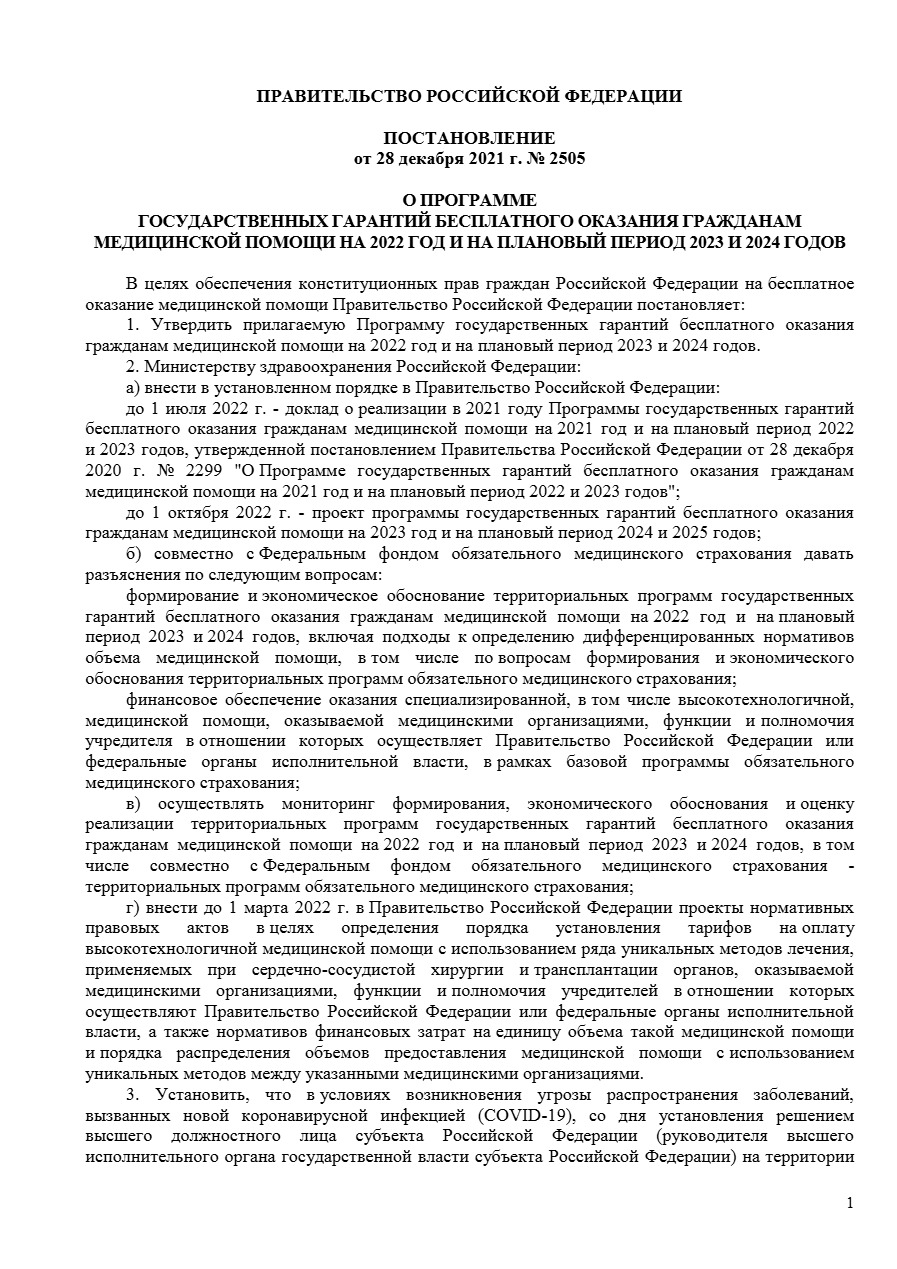 ПРАВИТЕЛЬСТВО РОССИЙСКОЙ ФЕДЕРАЦИИ
ПОСТАНОВЛЕНИЕ
от 28 декабря 2021 г. № 2505
О ПРОГРАММЕ
ГОСУДАРСТВЕННЫХ ГАРАНТИЙ БЕСПЛАТНОГО ОКАЗАНИЯ ГРАЖДАНАМ
МЕДИЦИНСКОЙ ПОМОЩИ НА 2022 ГОД И НА ПЛАНОВЫЙ ПЕРИОД 2023 И 2024 ГОДОВ
В целях обеспечения конституционных прав граждан Российской Федерации на бесплатное
оказание медицинской помощи Правительство Российской Федерации постановляет:
1. Утвердить прилагаемую Программу государственных гарантий бесплатного оказания
гражданам медицинской помощи на 2022 год и на плановый период 2023 и 2024 годов.
2. Министерству здравоохранения Российской Федерации:
а) внести в установленном порядке в Правительство Российской Федерации:
до 1 июля 2022 г. - доклад о реализации в 2021 году Программы государственных гарантий
бесплатного оказания гражданам медицинской помощи на 2021 год и на плановый период 2022
и 2023 годов, утвержденной постановлением Правительства Российской Федерации от 28 декабря
2020 г. № 2299 "О Программе государственных гарантий бесплатного оказания гражданам
медицинской помощи на 2021 год и на плановый период 2022 и 2023 годов";
до 1 октября 2022 г. - проект программы государственных гарантий бесплатного оказания
гражданам медицинской помощи на 2023 год и на плановый период 2024 и 2025 годов;
б) совместно с Федеральным фондом обязательного медицинского страхования давать
разъяснения по следующим вопросам:
формирование и экономическое обоснование территориальных программ государственных
гарантий бесплатного оказания гражданам медицинской помощи на 2022 год и на плановый
период 2023 и 2024 годов, включая подходы к определению дифференцированных нормативов
объема медицинской помощи, в том числе по вопросам формирования и экономического
обоснования территориальных программ обязательного медицинского страхования;
финансовое обеспечение оказания специализированной, в том числе высокотехнологичной,
медицинской помощи, оказываемой медицинскими организациями, функции и полномочия
учредителя в отношении которых осуществляет Правительство Российской Федерации или
федеральные органы исполнительной власти, в рамках базовой программы обязательного
медицинского страхования;
в) осуществлять мониторинг формирования, экономического обоснования и оценку
реализации территориальных программ государственных гарантий бесплатного оказания
гражданам медицинской помощи на 2022 год и на плановый период 2023 и 2024 годов, в том
числе совместно с Федеральным фондом обязательного медицинского страхования -
территориальных программ обязательного медицинского страхования;
г) внести до 1 марта 2022 г. в Правительство Российской Федерации проекты нормативных
правовых актов в целях определения порядка установления тарифов на оплату
высокотехнологичной медицинской помощи с использованием ряда уникальных методов лечения,
применяемых при сердечно-сосудистой хирургии и трансплантации органов, оказываемой
медицинскими организациями, функции и полномочия учредителей в отношении которых
осуществляют Правительство Российской Федерации или федеральные органы исполнительной
власти, а также нормативов финансовых затрат на единицу объема такой медицинской помощи
и порядка распределения объемов предоставления медицинской помощи с использованием
уникальных методов между указанными медицинскими организациями.
3. Установить, что в условиях возникновения угрозы распространения заболеваний,
вызванных новой коронавирусной инфекцией (COVID-19), со дня установления решением
высшего должностного лица субъекта Российской Федерации (руководителя высшего
исполнительного органа государственной власти субъекта Российской Федерации) на территории
1